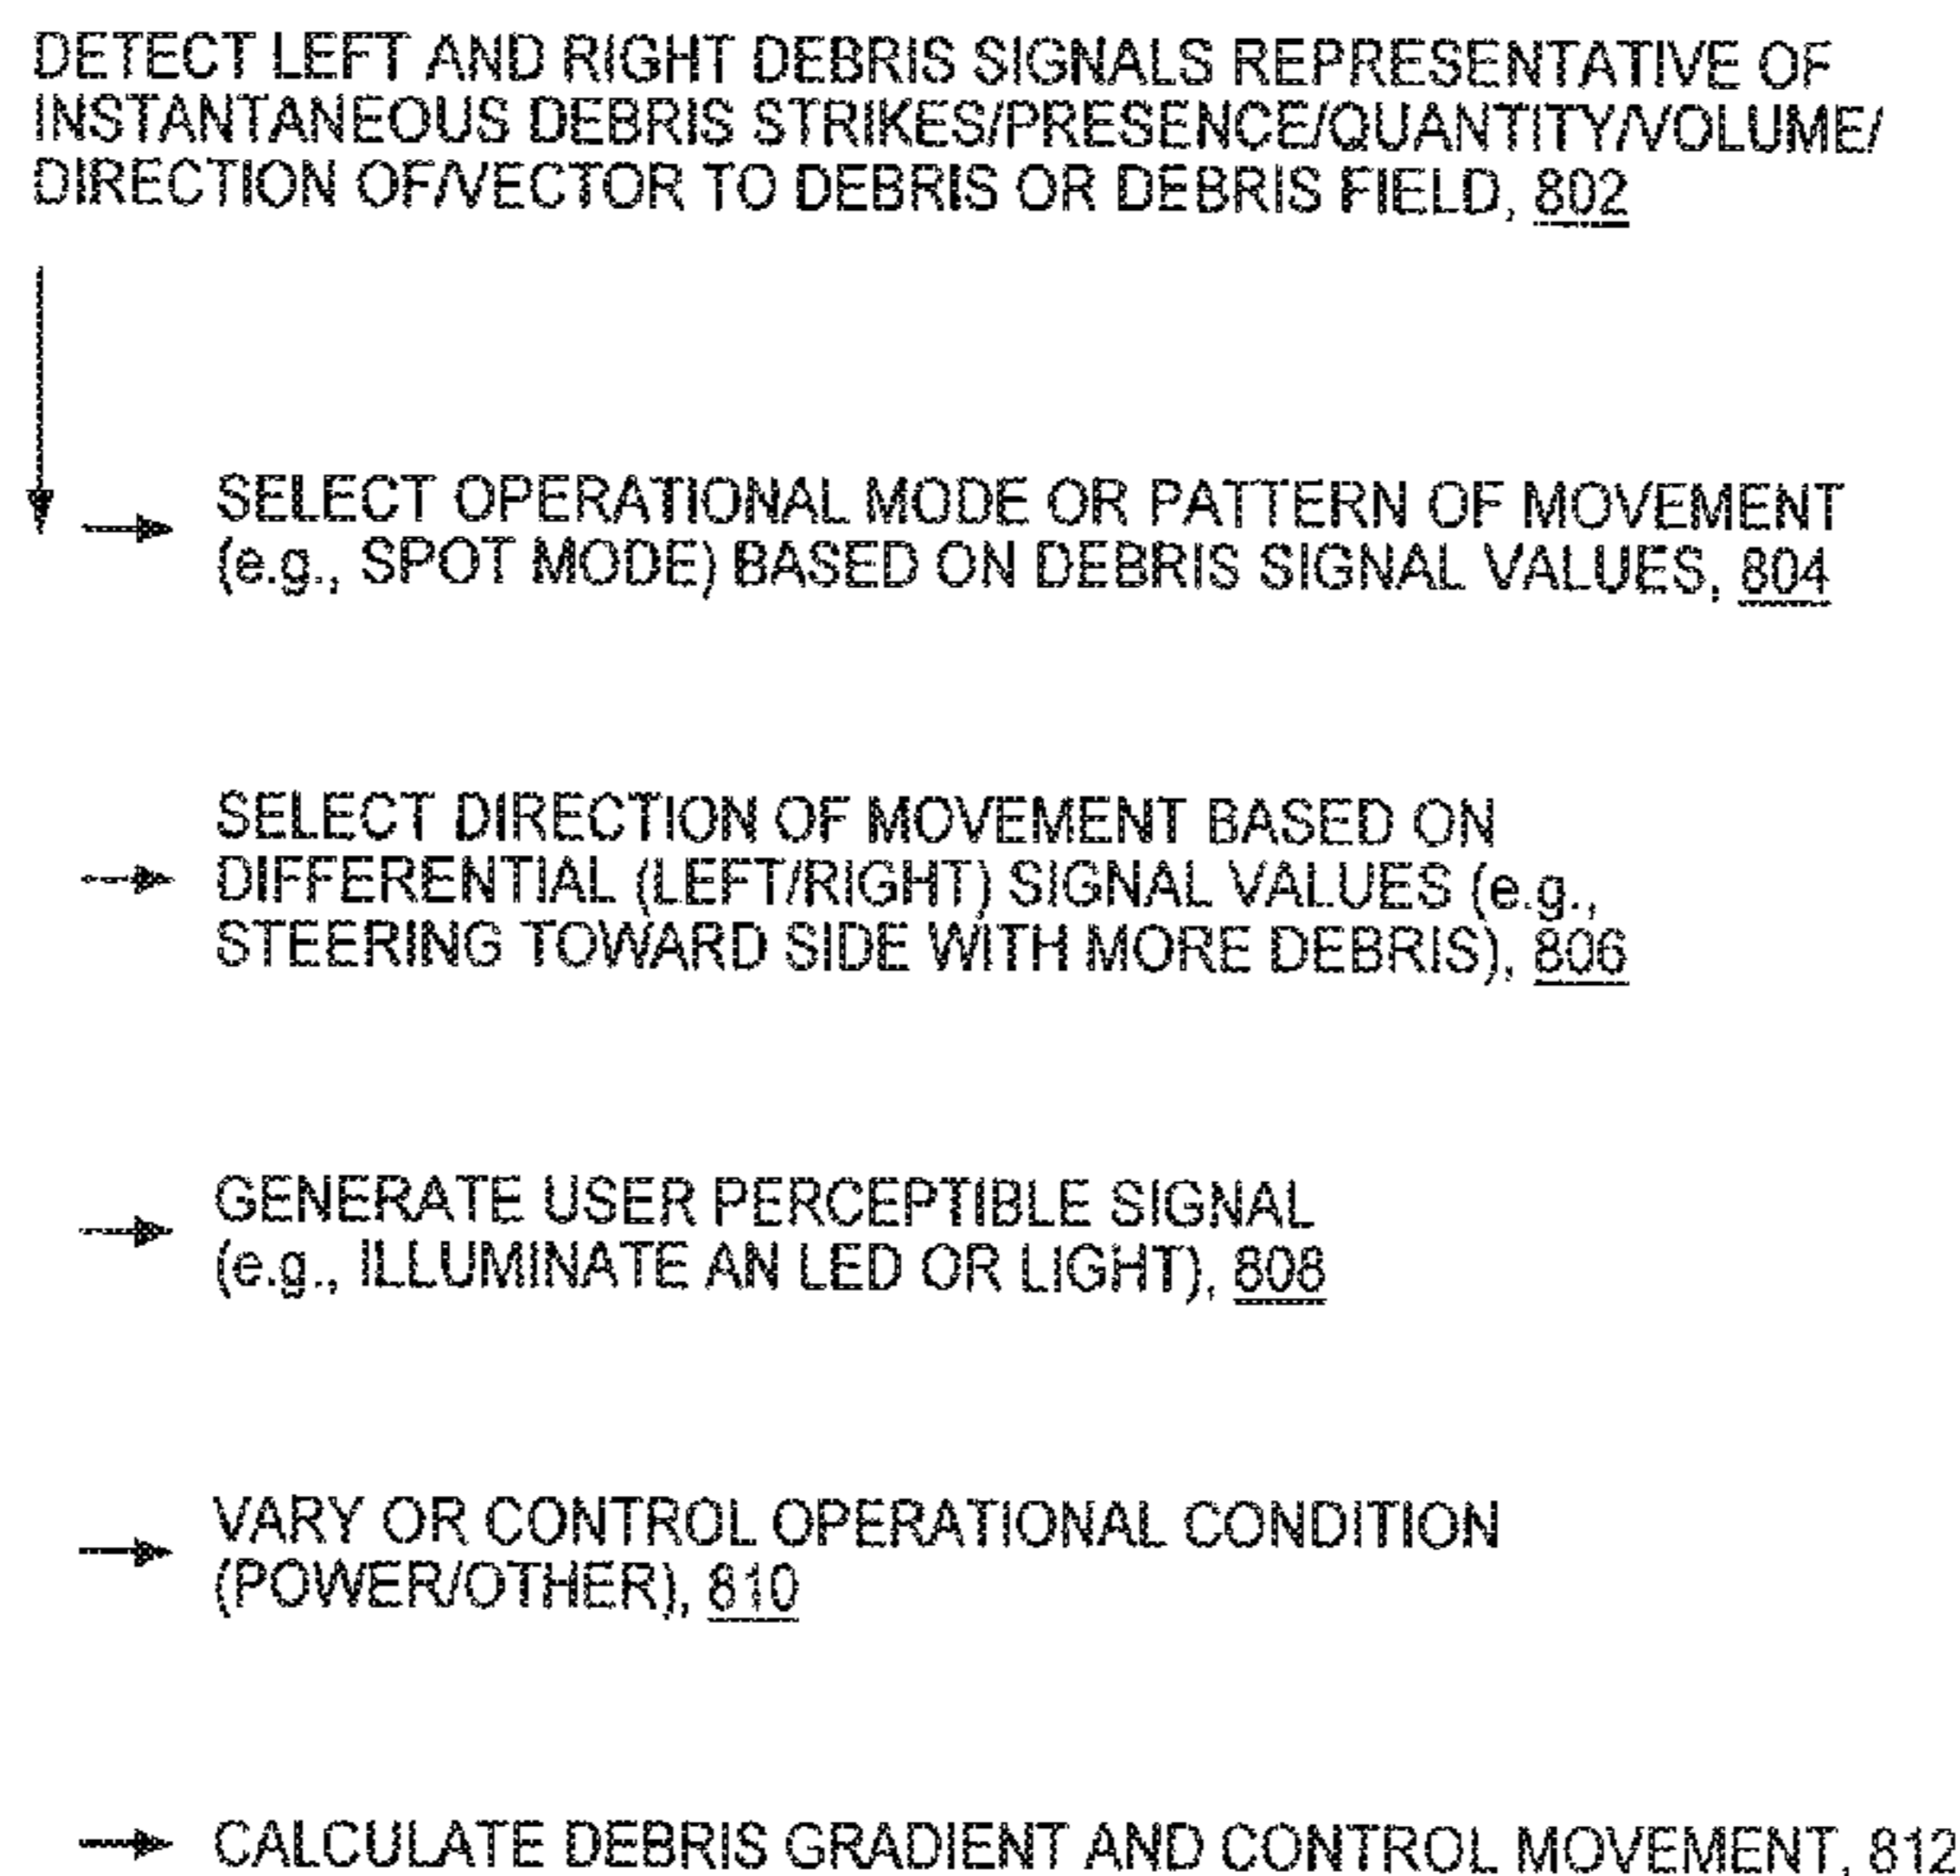 DETECT LEFT AND RIGHT DEBRIS SIGNALS REPRESENTATIVE OF
INSTANTANEOUS DEBRIS STRIKES/PRESENCE/QUANTITY/VOLUME/
DIRECTION OF/VECTOR TO DEBRIS OR DEBRIS FIELD, 802
SELECT OPERATIONAL MODE OR PATTERN OF MOVEMENT
(e.g., SPOT MODE) BASED ON DEBRIS SIGNAL VALUES, 804
SELECT DIRECTION OF MOVEMENT BASED ON
DIFFERENTIAL (LEFT/RIGHT) SIGNAL VALUES (e.g.,
STEERING TOWARD SIDE WITH MORE DEBRIS), 806
GENERATE USER PERCEPTIBLE SIGNAL
(e.g., ILLUMINATE AN LED OR LIGHT), 808
VARY OR CONTROL OPERATIONAL CONDITION
(POWER/OTHER), 810
CALCULATE DEBRIS GRADIENT AND CONTROL MOVEMENT, 812